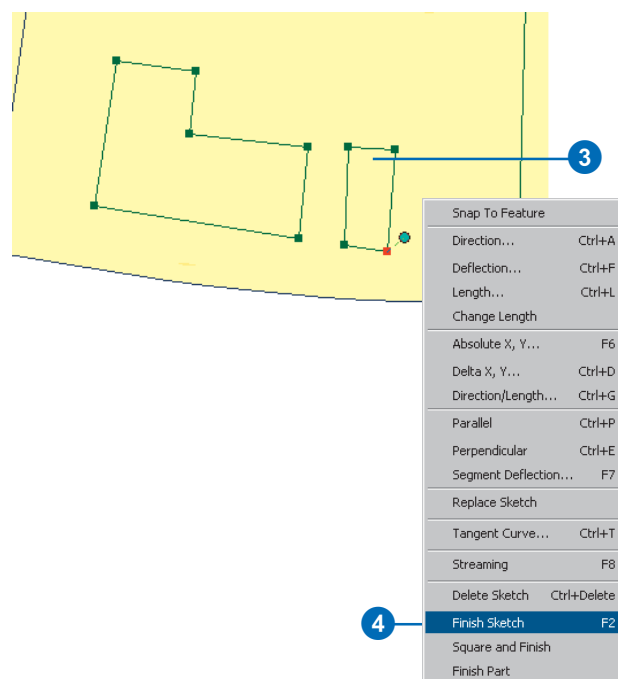 3
Snap To Feature
Direction... Ctrl+A
Deflection... Ctrl+F
Length... Ctrl+L
Change Length
Absolute X, Y... F6
Delta X, Y... Ctrl+D
Direction/Length... Ctrl+G
Parallel Ctrl+P
Perpendicular Ctrl+E
Segment Deflection... F7
Replace Sketch
Tangent Curve... Ctrl+T
Streaming F8
Delete Sketch Ctrl+Delete
4 Finish Sketch F2
Square and Finish
Finish Part